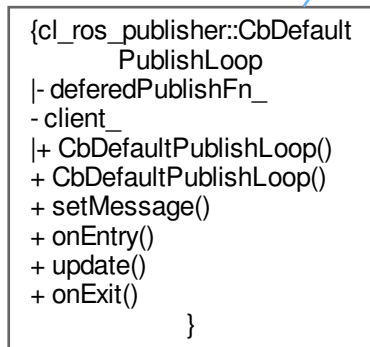 {cl_ros_publisher::CbDefault
PublishLoop
|- deferedPublishFn_
- client_
|+ CbDefaultPublishLoop()
+ CbDefaultPublishLoop()
+ setMessage()
+ onEntry()
+ update()
+ onExit()
}